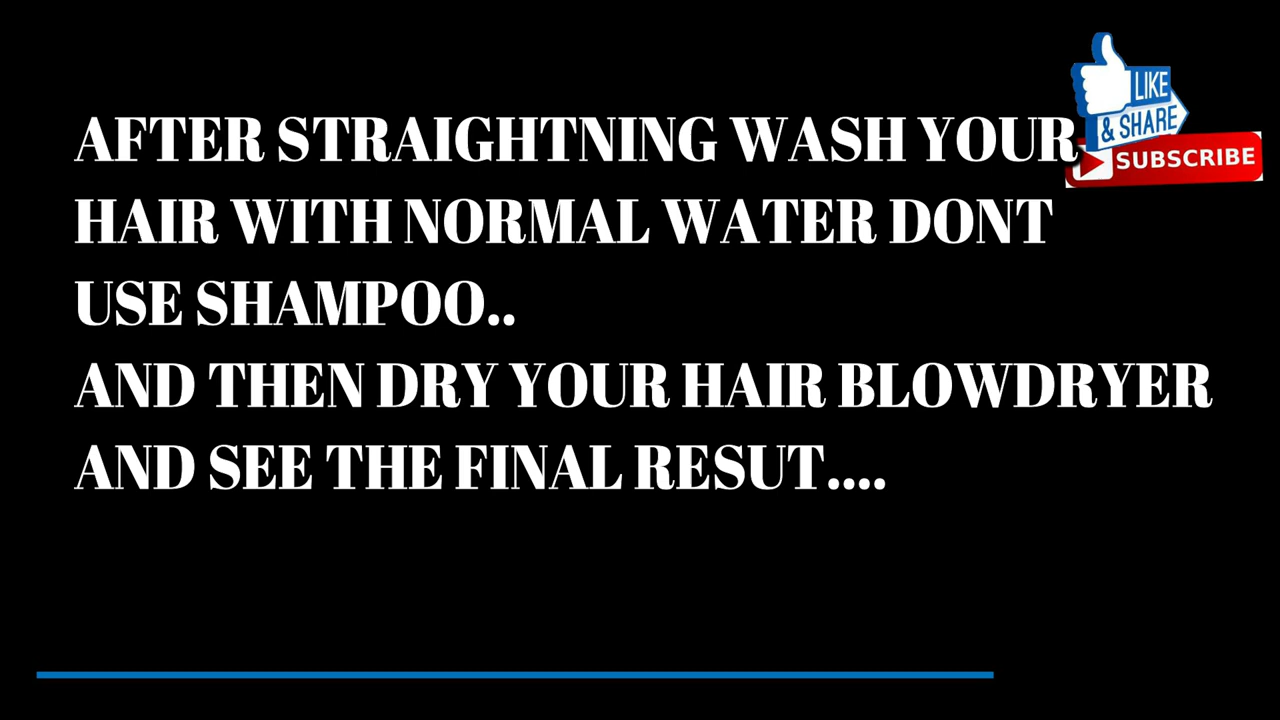 AFTER STRAIGHTNING WASH YOUR
HAIR WITH NORMAL WATER DONT
USE SHAMPOO..
AND THEN DRY YOUR HAIR BLOWDRYER
AND SEE THE FINAL RESUT....
LIKE
& SHARE
SUBSCRIBE